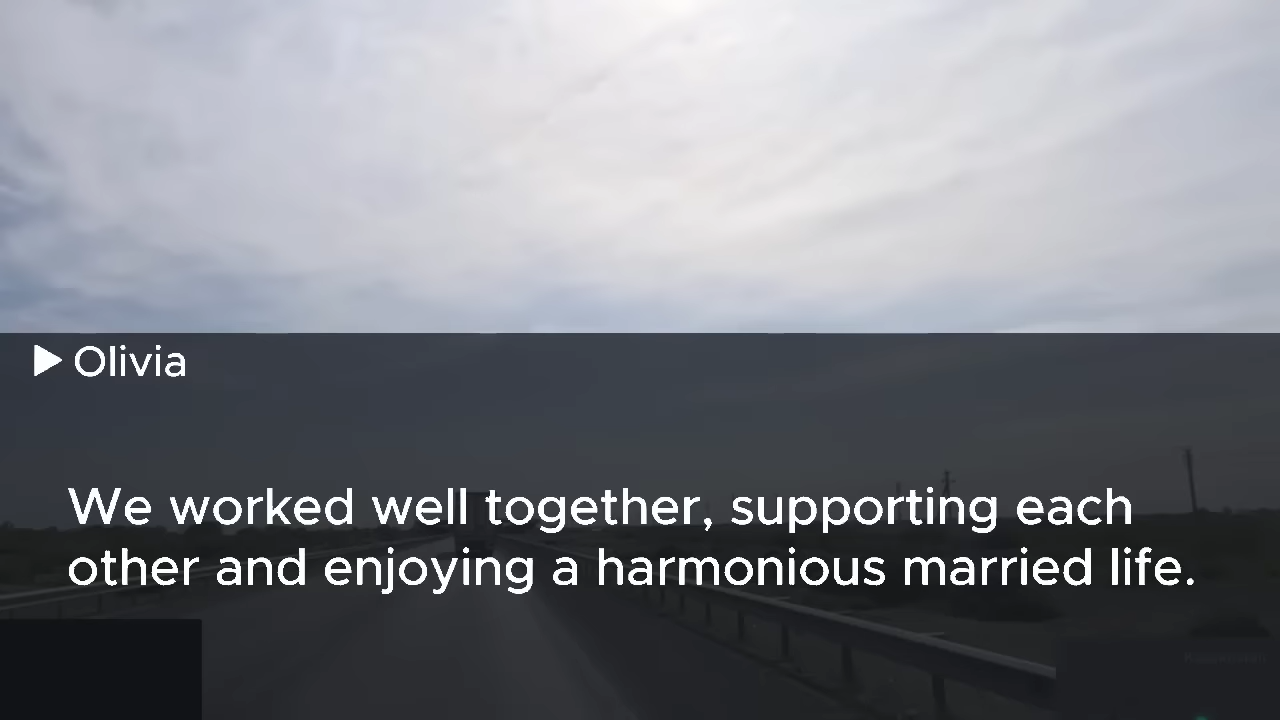 ▶ Olivia
We worked well together, supporting each
other and enjoying a harmonious married life.